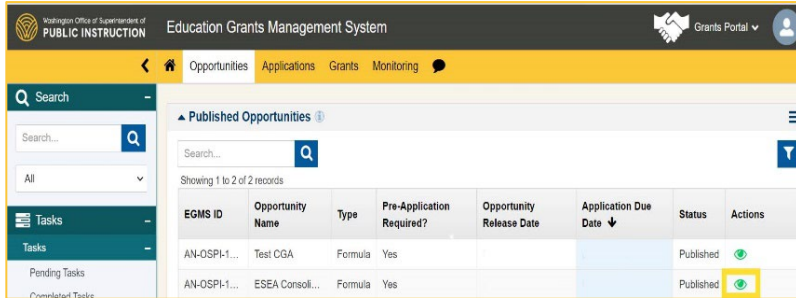 Washington Office of Superintendent of
PUBLIC INSTRUCTION
Education Grants Management System
Grants Portal
Opportunities Applications Grants Monitoring
Search
Search...
All
Tasks
Tasks
Pending Tasks
Completed Tasks
Published Opportunities
Search...
Showing 1 to 2 of 2 records
EGMS ID Opportunity Name Type Pre-Application Required? Opportunity Release Date Application Due Date Status Actions
AN-OSPI-1... Test CGA Formula Yes Published
AN-OSPI-1... ESEA Consoli... Formula Yes Published